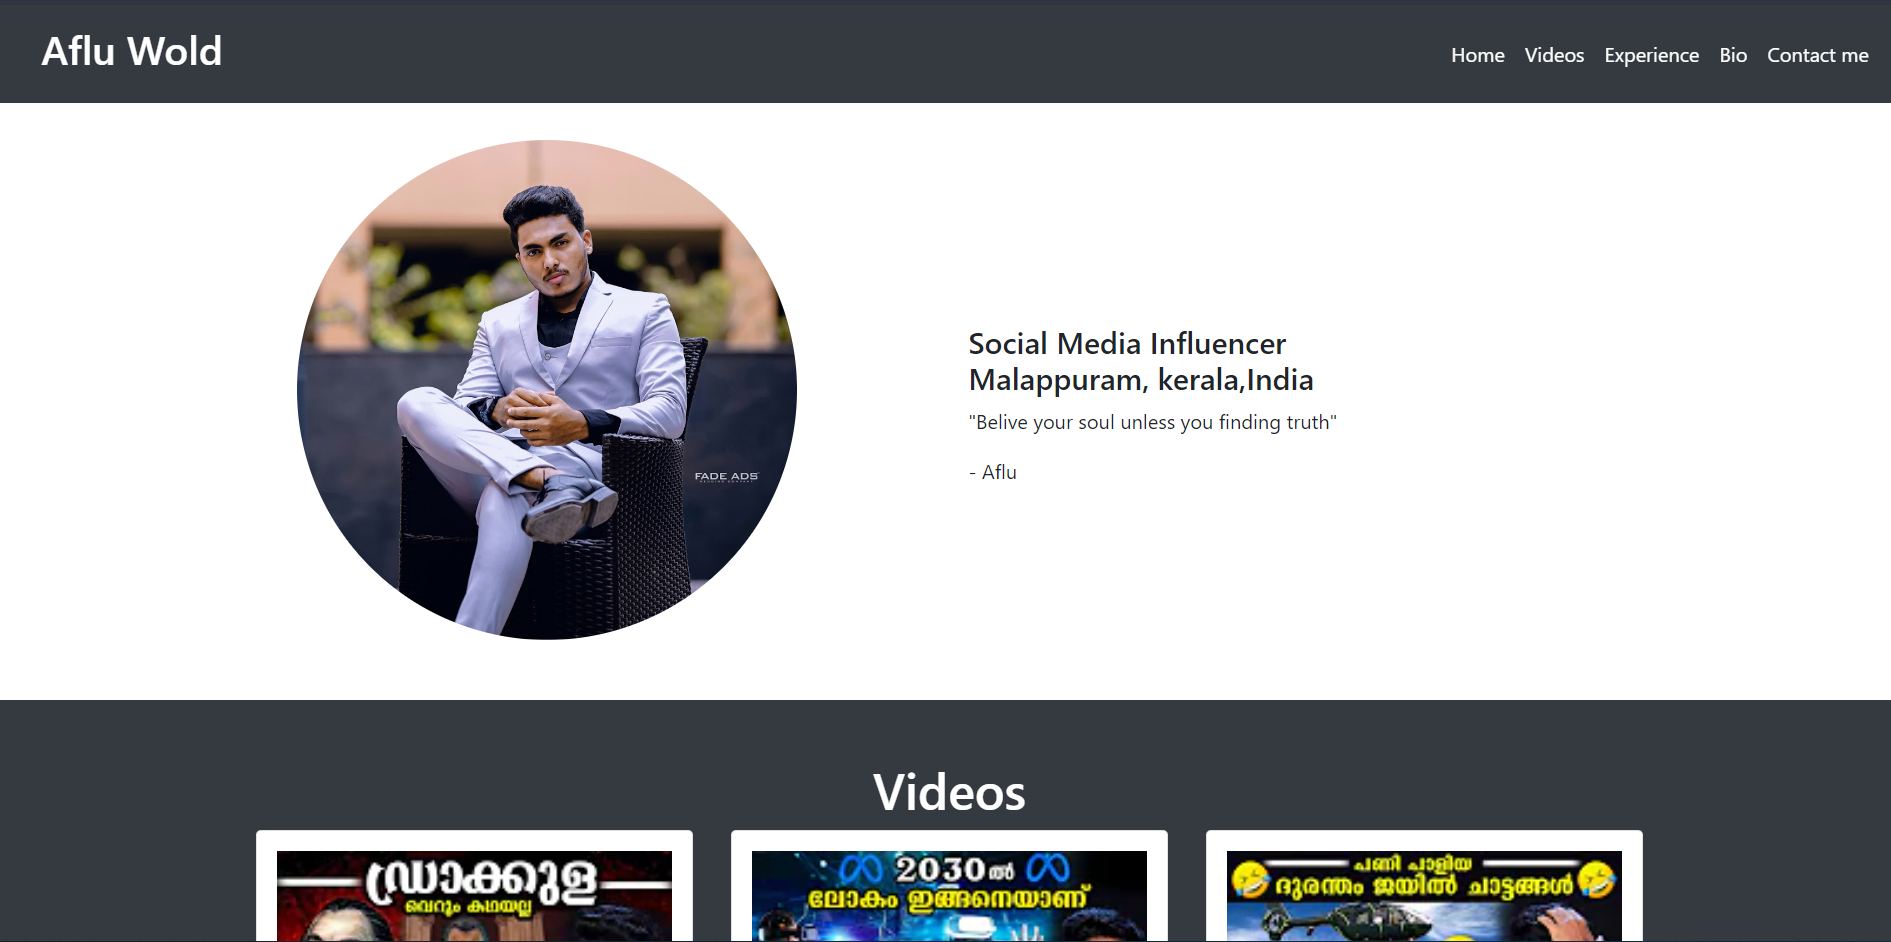 Aflu Wold
Home Videos Experience Bio Contact me
FADE ADS
Social Media Influencer
Malappuram, kerala,India
"Belive your soul unless you finding truth"
- Aflu
Videos
ഡ്രാക്കുള
വെറും കഥയല്ല
2030ൽ
ലോകം ഇങ്ങനെയാണ്
പണി പാളിയ
ദുരന്തം ജയിൽ ചാട്ടങ്ങൾ